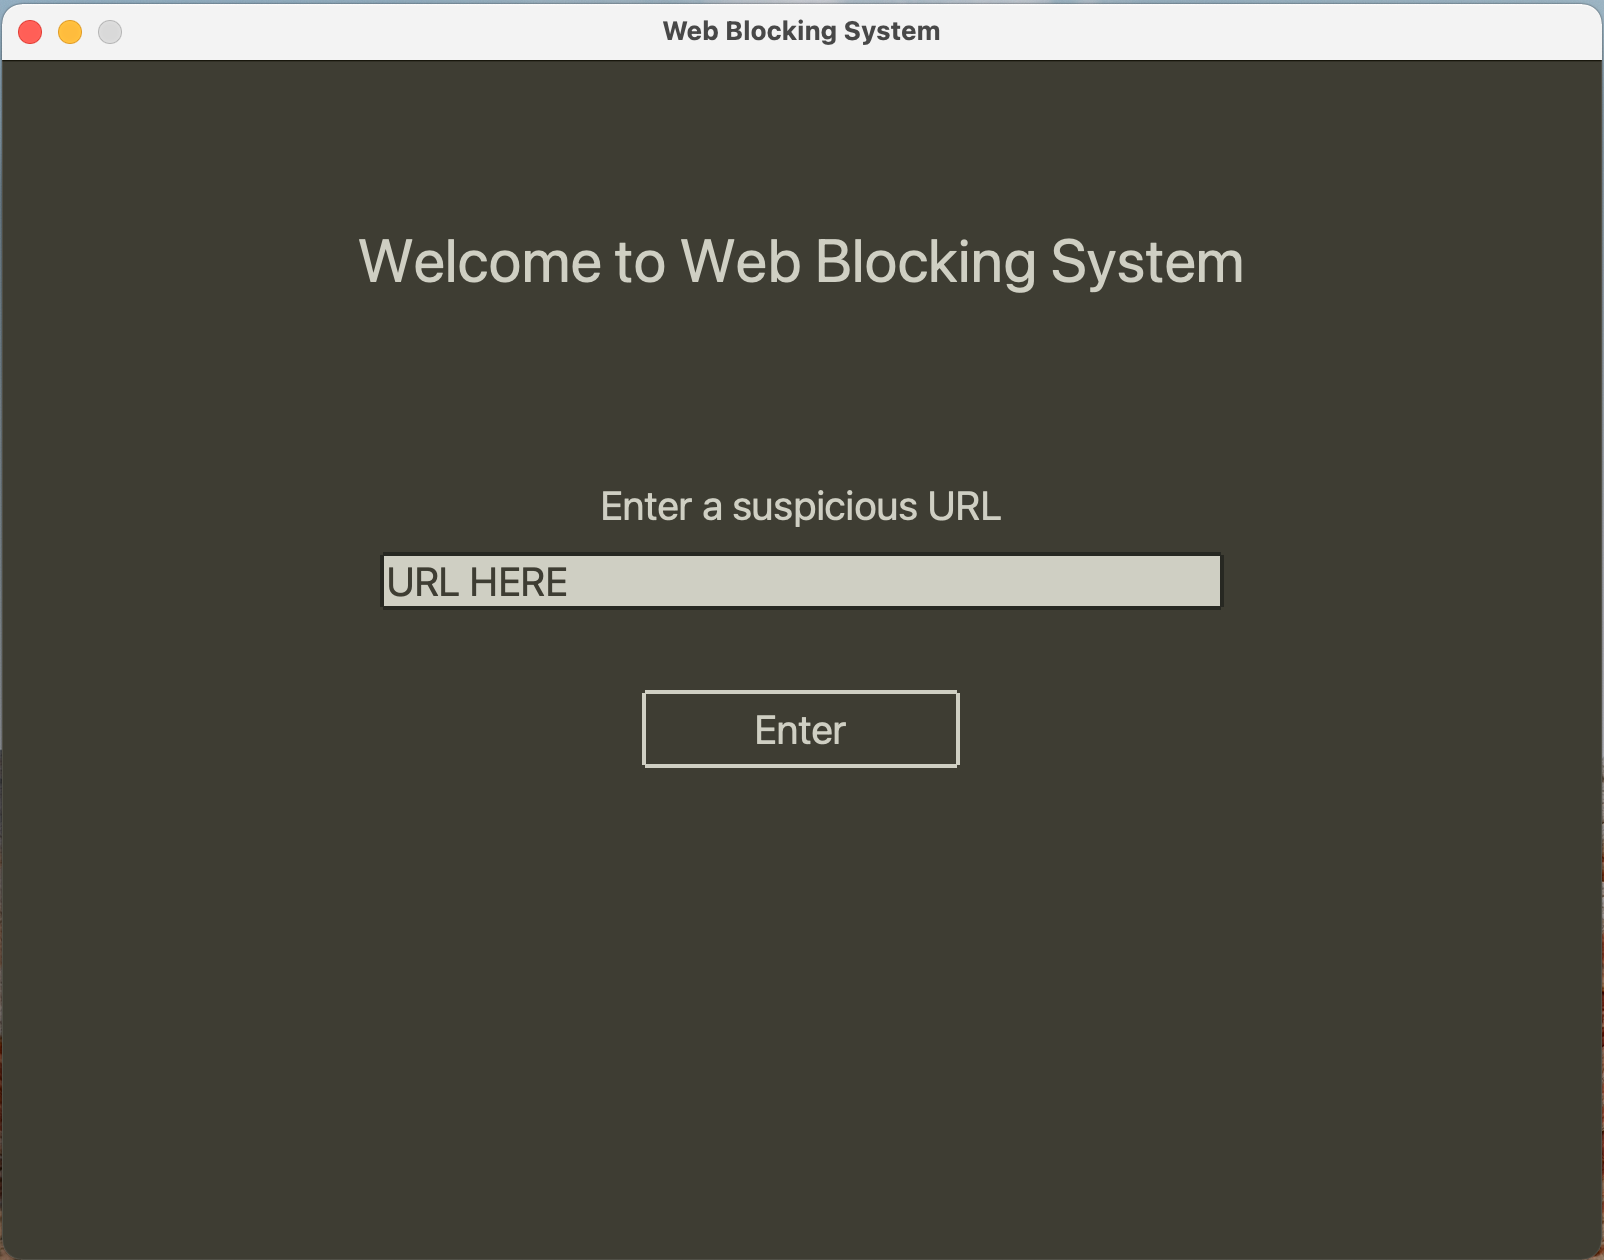 Web Blocking System
Welcome to Web Blocking System
Enter a suspicious URL
URL HERE
Enter